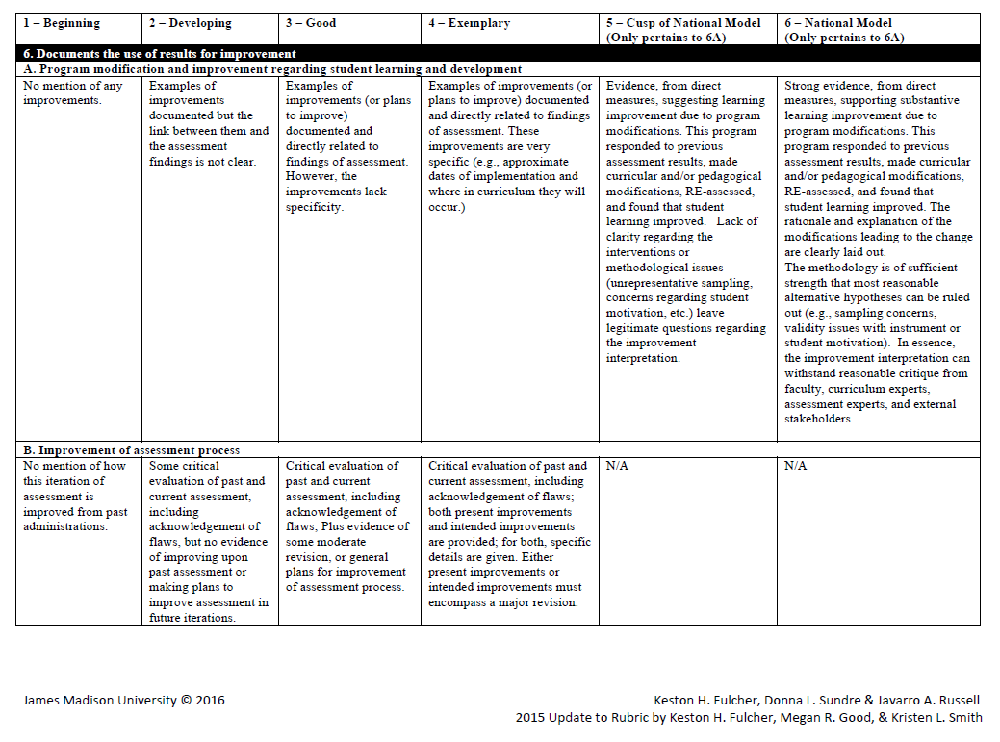 1 – Beginning
2 – Developing
3 – Good
4 – Exemplary
5 – Cusp of National Model
(Only pertains to 6A)
6 – National Model
(Only pertains to 6A)
6. Documents the use of results for improvement
A. Program modification and improvement regarding student learning and development
No mention of any
improvements.
Examples of
improvements
documented but the
link between them and
the assessment
findings is not clear.
Examples of
improvements (or plans
to improve)
documented and
directly related to
findings of assessment.
However, the
improvements lack
specificity.
Examples of improvements (or
plans to improve) documented
and directly related to findings
of assessment. These
improvements are very
specific (e.g., approximate
dates of implementation and
where in curriculum they will
occur.)
Evidence, from direct
measures, suggesting learning
improvement due to program
modifications. This program
responded to previous
assessment results, made
curricular and/or pedagogical
modifications, RE-assessed,
and found that student
learning improved. Lack of
clarity regarding the
interventions or
methodological issues
(unrepresentative sampling,
concerns regarding student
motivation, etc.) leave
legitimate questions regarding
the improvement
interpretation.
Strong evidence, from direct
measures, supporting substantive
learning improvement due to
program modifications. This
program responded to previous
assessment results, made curricular
and/or pedagogical modifications,
RE-assessed, and found that
student learning improved. The
rationale and explanation of the
modifications leading to the change
are clearly laid out.
The methodology is of sufficient
strength that most reasonable
alternative hypotheses can be ruled
out (e.g., sampling concerns,
validity issues with instrument or
student motivation). In essence,
the improvement interpretation can
withstand reasonable critique from
faculty, curriculum experts,
assessment experts, and external
stakeholders.
B. Improvement of assessment process
No mention of how
this iteration of
assessment is
improved from past
administrations.
Some critical
evaluation of past and
current assessment,
including
acknowledgement of
flaws, but no evidence
of improving upon
past assessment or
making plans to
improve assessment in
future iterations.
Critical evaluation of
past and current
assessment, including
acknowledgement of
flaws; Plus evidence of
some moderate
revision, or general
plans for improvement
of assessment process.
Critical evaluation of past and
current assessment, including
acknowledgement of flaws;
both present improvements
and intended improvements
are provided; for both, specific
details are given. Either
present improvements or
intended improvements must
encompass a major revision.
N/A
N/A
James Madison University © 2016
Keston H. Fulcher, Donna L. Sundre & Javarro A. Russell
2015 Update to Rubric by Keston H. Fulcher, Megan R. Good, & Kristen L. Smith